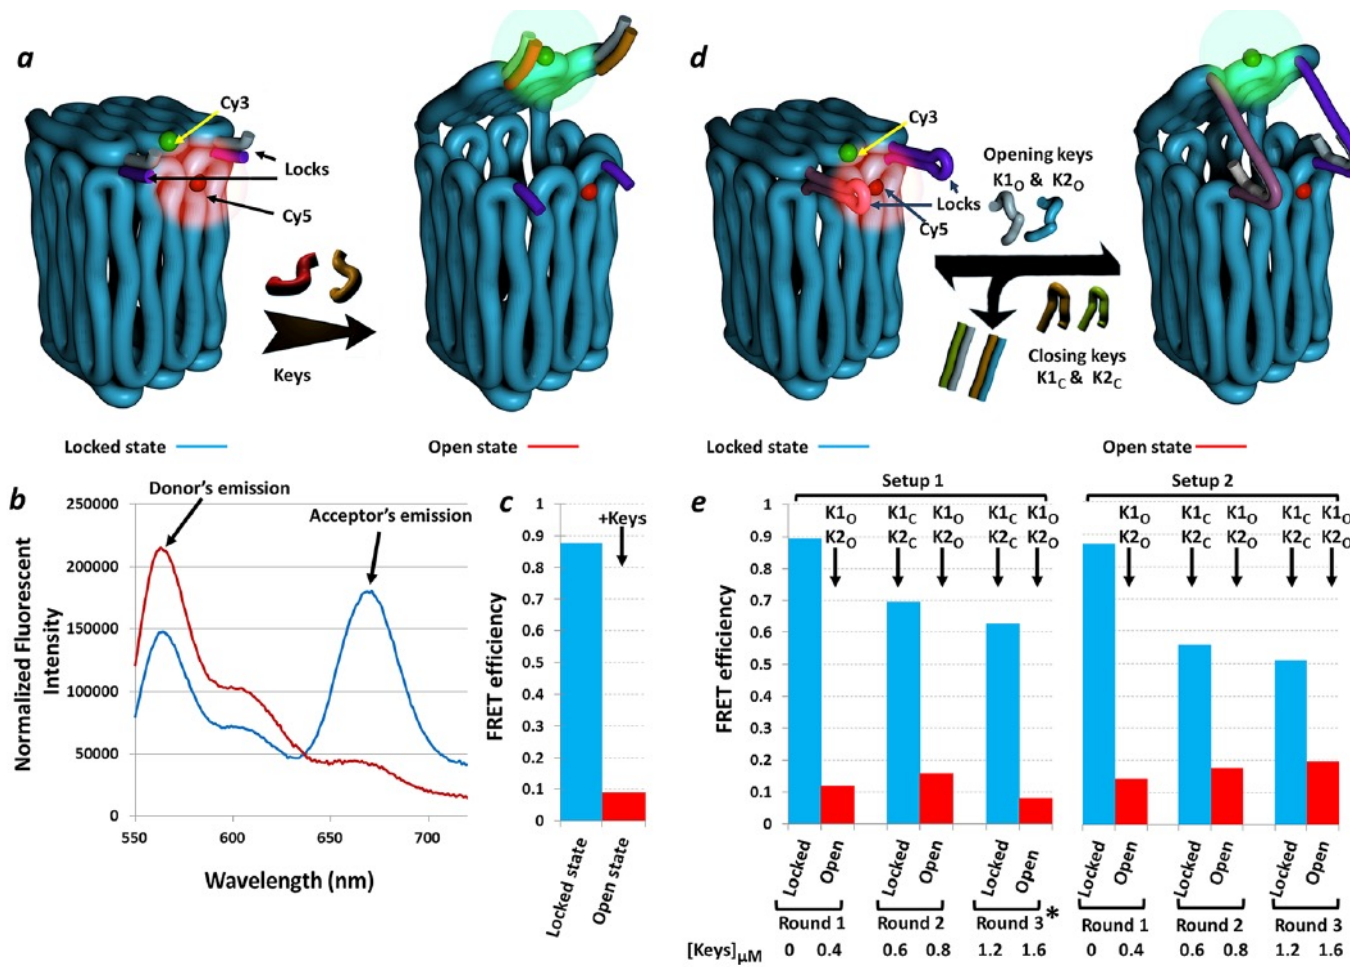 a
Cy3
Locks
Cy5
Keys
Locked state
Open state
d
Cy3
Opening keys
K1O & K2O
Locks
Cy5
Closing keys
K1C & K2C
Locked state
Open state
b
Donor's emission
Acceptor's emission
Normalized Fluorescent
Intensity
250000
200000
150000
100000
50000
0
550
600
650
700
Wavelength (nm)
c
+Keys
FRET efficiency
1
0.9
0.8
0.7
0.6
0.5
0.4
0.3
0.2
0.1
0
Locked state
Open state
e
Setup 1
Setup 2
FRET efficiency
1
0.9
0.8
0.7
0.6
0.5
0.4
0.3
0.2
0.1
0
K1O K1C K1O K1C K1O
K2O K2C K2O K2C K2O
K1O K1C K1O K1C K1O
K2O K2C K2O K2C K2O
Locked Open Locked Open Locked Open
Locked Open Locked Open Locked Open
Round 1 Round 2 Round 3 *
Round 1 Round 2 Round 3
[Keys]μM 0 0.4 0.6 0.8 1.2 1.6
0 0.4 0.6 0.8 1.2 1.6